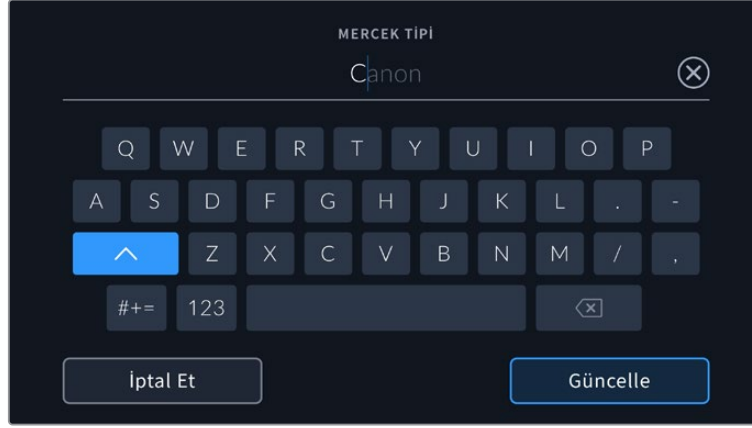 MERCEK TİPİ
Canon
Q W E R T Y U I O P
A S D F G H J K L . -
Z X C V B N M / ,
#+= 123
İptal Et Güncelle